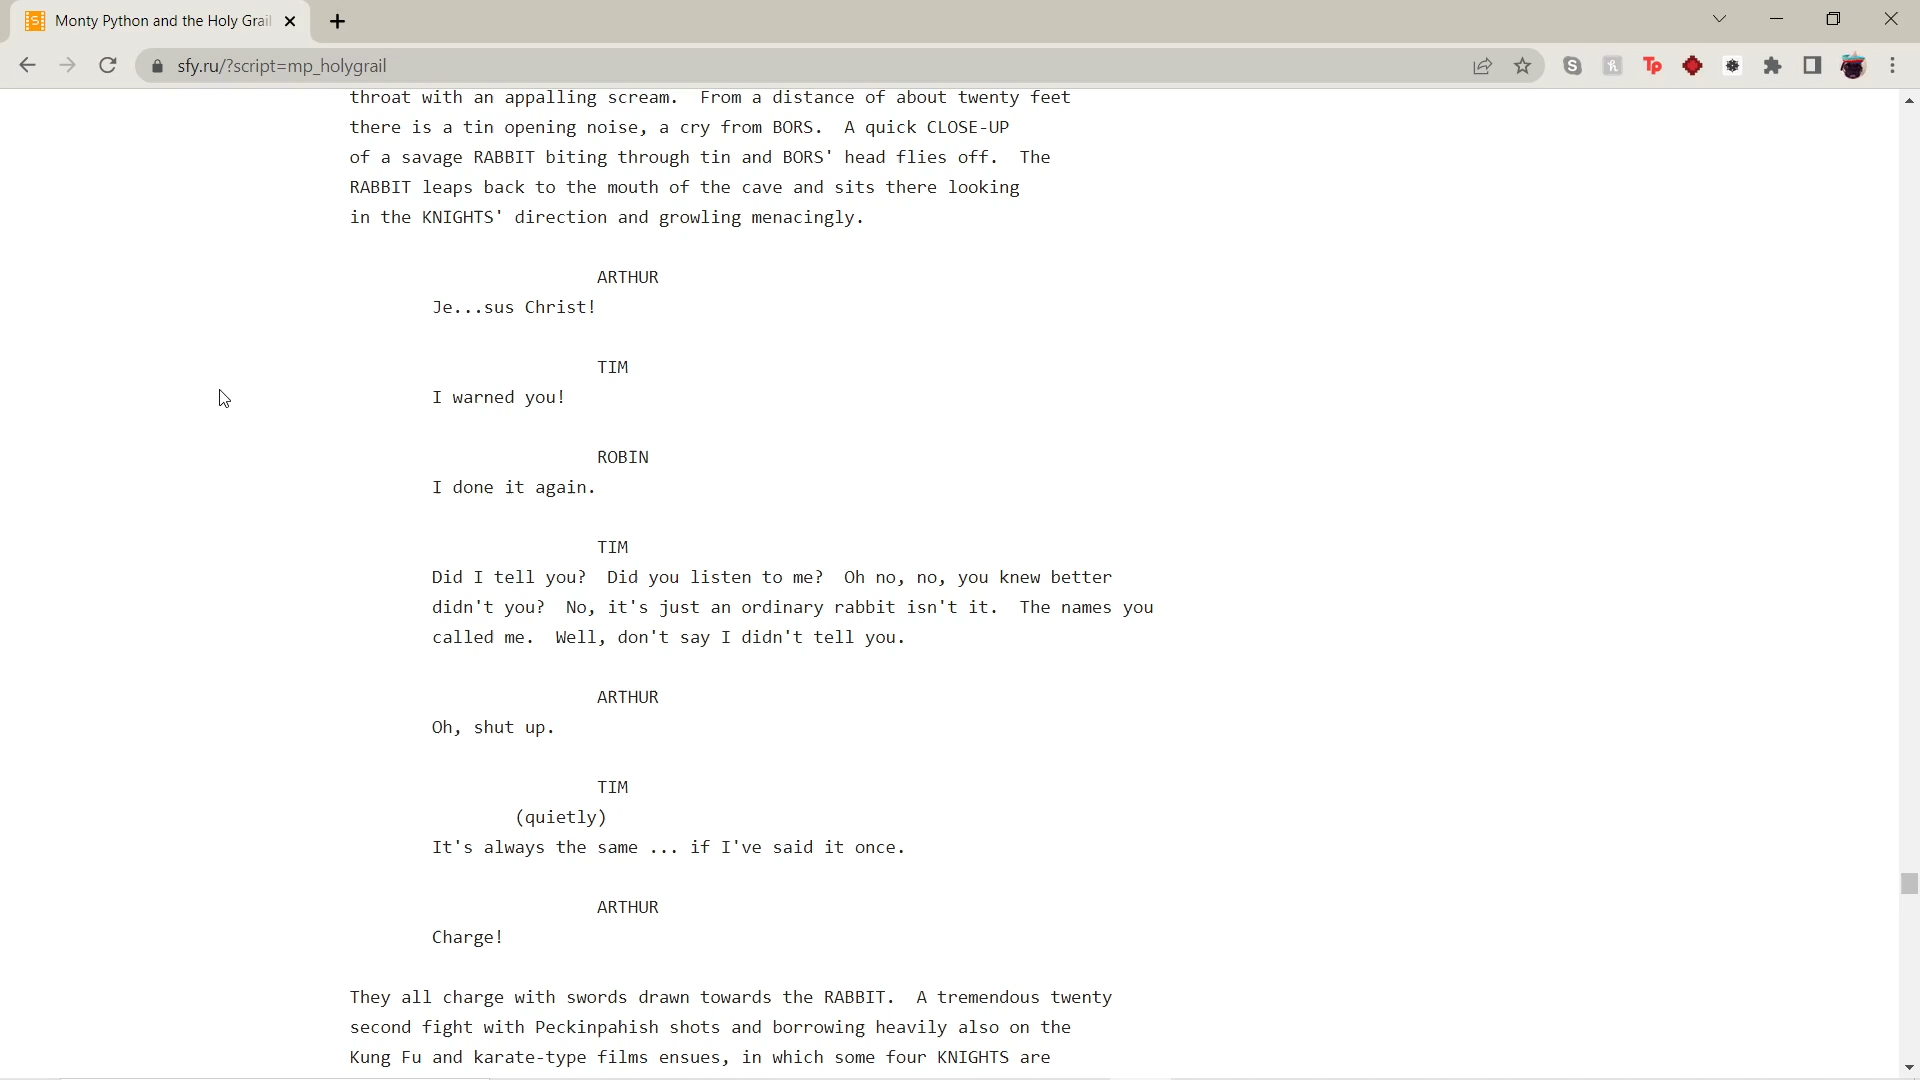 Monty Python and the Holy Grail
sfy.ru/?script=mp_holygrail
throat with an appalling scream.  From a distance of about twenty feet
there is a tin opening noise, a cry from BORS.  A quick CLOSE-UP
of a savage RABBIT biting through tin and BORS' head flies off.  The
RABBIT leaps back to the mouth of the cave and sits there looking
in the KNIGHTS' direction and growling menacingly.
ARTHUR
Je...sus Christ!
TIM
I warned you!
ROBIN
I done it again.
TIM
Did I tell you?  Did you listen to me?  Oh no, no, you knew better
didn't you?  No, it's just an ordinary rabbit isn't it.  The names you
called me.  Well, don't say I didn't tell you.
ARTHUR
Oh, shut up.
TIM
(quietly)
It's always the same ... if I've said it once.
ARTHUR
Charge!
They all charge with swords drawn towards the RABBIT.  A tremendous twenty
second fight with Peckinpahish shots and borrowing heavily also on the
Kung Fu and karate-type films ensues, in which some four KNIGHTS are